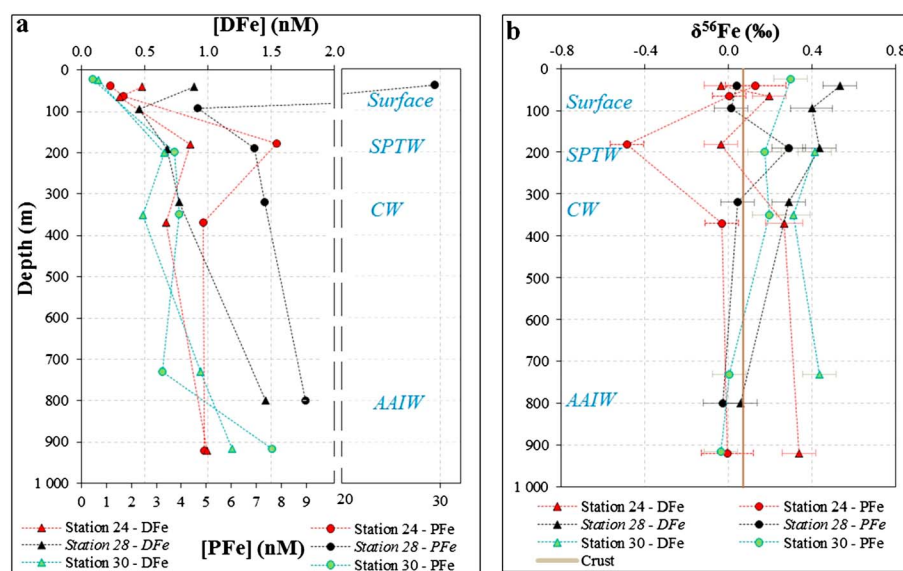 a
[DFe] (nM)
0.0 0.5 1.0 1.5 2.0
0
100
200
300
400
500
600
700
800
900
1 000
Depth (m)
Surface
SPTW
CW
AAIW
0 1 2 3 4 5 6 7 8 9 20 30
[PFe] (nM)
Station 24 - DFe
Station 28 - DFe
Station 30 - DFe
Station 24 - PFe
Station 28 - PFe
Station 30 - PFe
b
δ56Fe (‰)
-0.8 -0.4 0.0 0.4 0.8
0
100
200
300
400
500
600
700
800
900
1 000
Surface
SPTW
CW
AAIW
Station 24 - DFe
Station 28 - DFe
Station 30 - DFe
Crust
Station 24 - PFe
Station 28 - PFe
Station 30 - PFe